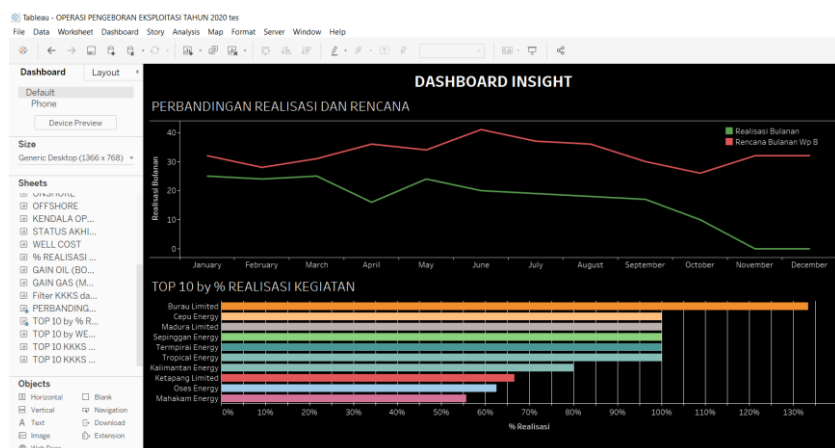 Tableau - OPERASI PENGEBORAN EKSPLOITASI TAHUN 2020 tes
File Data Worksheet Dashboard Story Analysis Map Format Server Window Help
Dashboard Layout
Default
Phone
Device Preview
Size
Generic Desktop (1366 x 768)
Sheets
ONSHORE
OFFSHORE
KENDALA OP...
STATUS AKHI...
WELL COST
% REALISASI ...
GAIN OIL (BO...
GAIN GAS (M...
Filter KKKS da...
PERBANDING...
TOP 10 by % R...
TOP 10 by WE...
TOP 10 KKKS ...
TOP 10 KKKS ...
Objects
Horizontal Blank
Vertical Navigation
A Text Download
Image Extension
Web Page
DASHBOARD INSIGHT
PERBANDINGAN REALISASI DAN RENCANA
Realisasi Bulanan
40
30
20
10
0
Realisasi Bulanan
Rencana Bulanan Wp B
January February March April May June July August September October November December
TOP 10 by % REALISASI KEGIATAN
Burau Limited
Cepu Energy
Madura Limited
Sepinggan Energy
Termpirai Energy
Tropical Energy
Kalimantan Energy
Ketapang Limited
Oses Energy
Mahakam Energy
0% 10% 20% 30% 40% 50% 60% 70% 80% 90% 100% 110% 120% 130%
% Realisasi